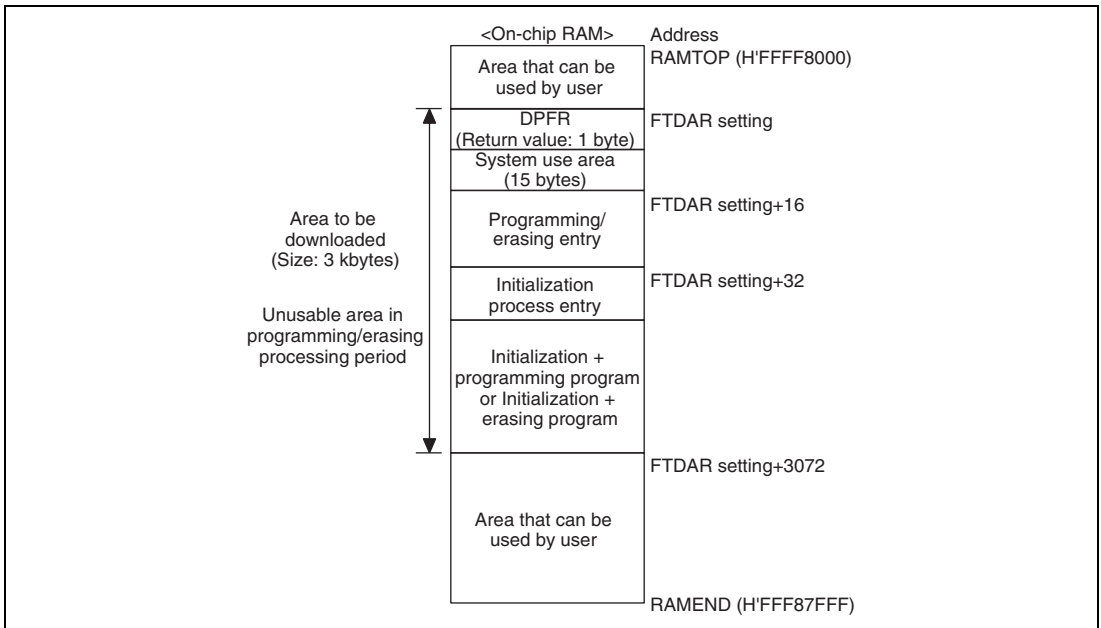 <On-chip RAM>
Address
RAMTOP (H'FFFF8000)
Area that can be
used by user
DPFR
(Return value: 1 byte)
FTDAR setting
System use area
(15 bytes)
FTDAR setting+16
Programming/
erasing entry
Area to be
downloaded
(Size: 3 kbytes)
FTDAR setting+32
Initialization
process entry
Unusable area in
programming/erasing
processing period
Initialization +
programming program
or Initialization +
erasing program
FTDAR setting+3072
Area that can be
used by user
RAMEND (H'FFF87FFF)